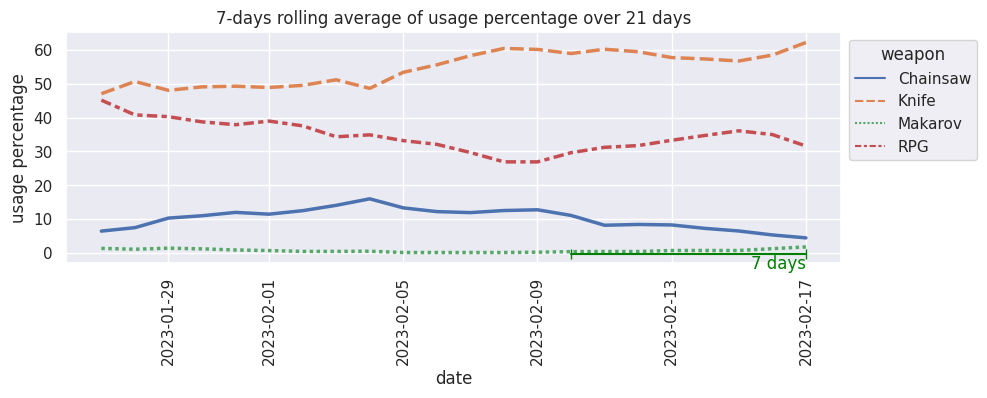 7-days rolling average of usage percentage over 21 days
usage percentage
60
50
40
30
20
10
0
7 days
2023-01-29
2023-02-01
2023-02-05
2023-02-09
2023-02-13
2023-02-17
date
weapon
Chainsaw
Knife
Makarov
RPG